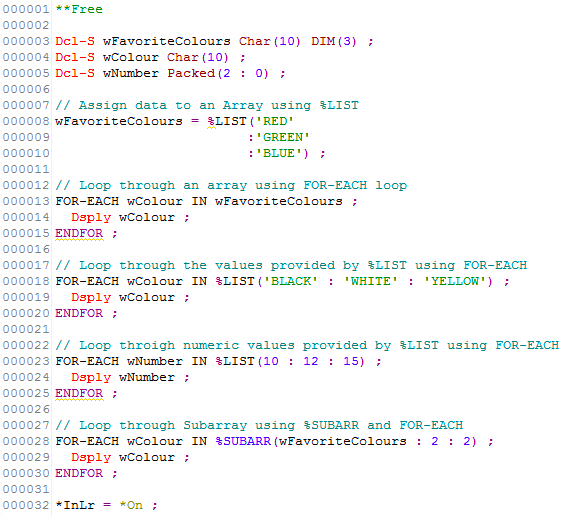 000001 **Free
000002
000003 Dcl-S wFavoriteColours Char(10) DIM(3) ;
000004 Dcl-S wColour Char(10) ;
000005 Dcl-S wNumber Packed(2 : 0) ;
000006
000007 // Assign data to an Array using %LIST
000008 wFavoriteColours = %LIST('RED'
000009                         :'GREEN'
000010                         :'BLUE') ;
000011
000012 // Loop through an array using FOR-EACH loop
000013 FOR-EACH wColour IN wFavoriteColours ;
000014   Dsply wColour ;
000015 ENDFOR ;
000016
000017 // Loop through the values provided by %LIST using FOR-EACH
000018 FOR-EACH wColour IN %LIST('BLACK' : 'WHITE' : 'YELLOW') ;
000019   Dsply wColour ;
000020 ENDFOR ;
000021
000022 // Loop throigh numeric values provided by %LIST using FOR-EACH
000023 FOR-EACH wNumber IN %LIST(10 : 12 : 15) ;
000024   Dsply wNumber ;
000025 ENDFOR ;
000026
000027 // Loop through Subarray using %SUBARR and FOR-EACH
000028 FOR-EACH wColour IN %SUBARR(wFavoriteColours : 2 : 2) ;
000029   Dsply wColour ;
000030 ENDFOR ;
000031
000032 *InLr = *On ;